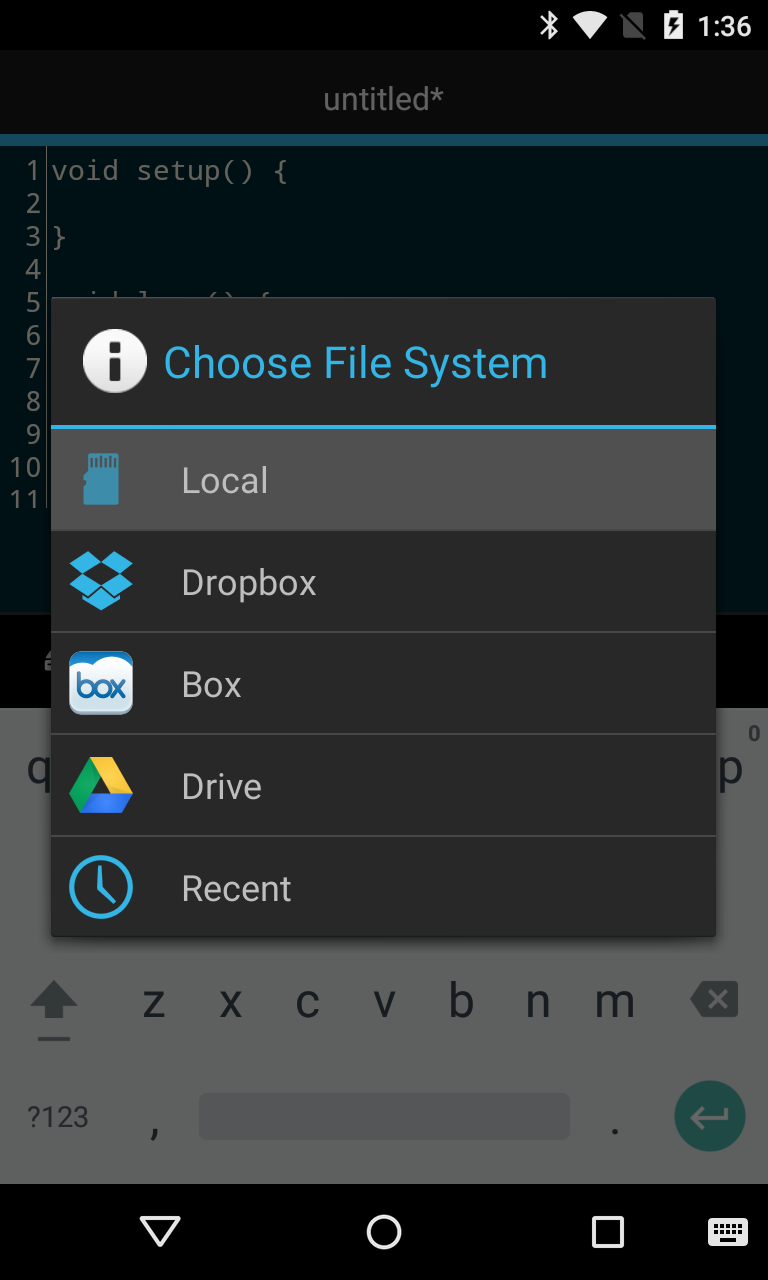 1:36
untitled*
1 void setup() {
2
3 }
4
5
6
7
8
9
10
11
Choose File System
Local
Dropbox
box Box
Drive
Recent
0
q p
z x c v b n m
?123 , .